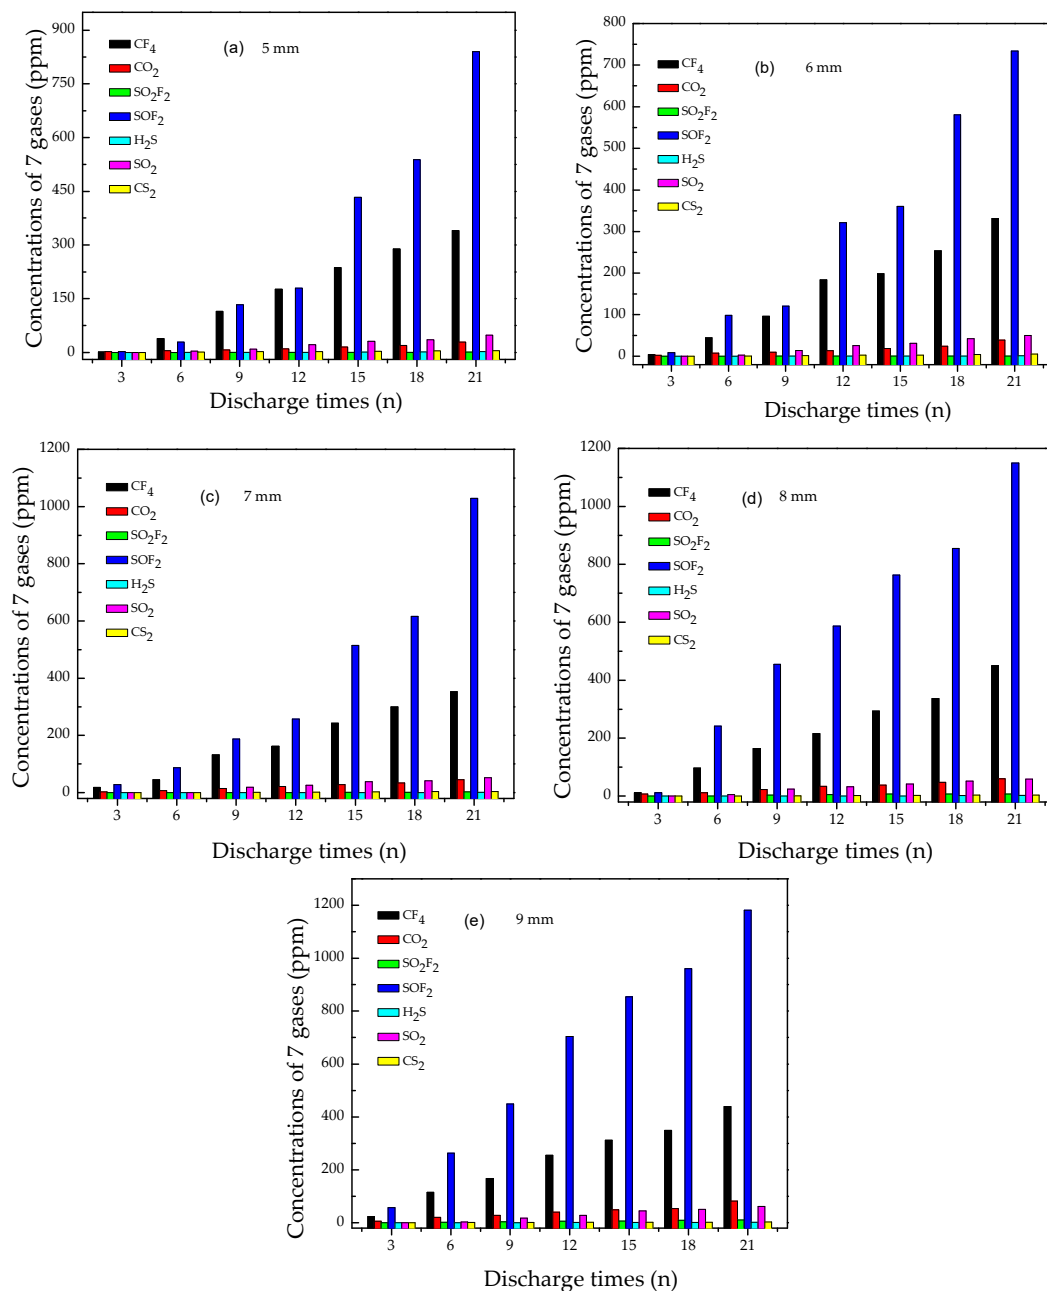 Concentrations of 7 gases (ppm)
900
750
600
450
300
150
0
CF4
CO2
SO2F2
SOF2
H2S
SO2
CS2
(a) 5 mm
3 6 9 12 15 18 21
Discharge times (n)
Concentrations of 7 gases (ppm)
800
700
600
500
400
300
200
100
0
CF4
CO2
SO2F2
SOF2
H2S
SO2
CS2
(b) 6 mm
3 6 9 12 15 18 21
Discharge times (n)
Concentrations of 7 gases (ppm)
1200
1000
800
600
400
200
0
CF4
CO2
SO2F2
SOF2
H2S
SO2
CS2
(c) 7 mm
3 6 9 12 15 18 21
Discharge times (n)
Concentrations of 7 gases (ppm)
1200
1000
800
600
400
200
0
CF4
CO2
SO2F2
SOF2
H2S
SO2
CS2
(d) 8 mm
3 6 9 12 15 18 21
Discharge times (n)
Concentrations of 7 gases (ppm)
1200
1000
800
600
400
200
0
CF4
CO2
SO2F2
SOF2
H2S
SO2
CS2
(e) 9 mm
3 6 9 12 15 18 21
Discharge times (n)